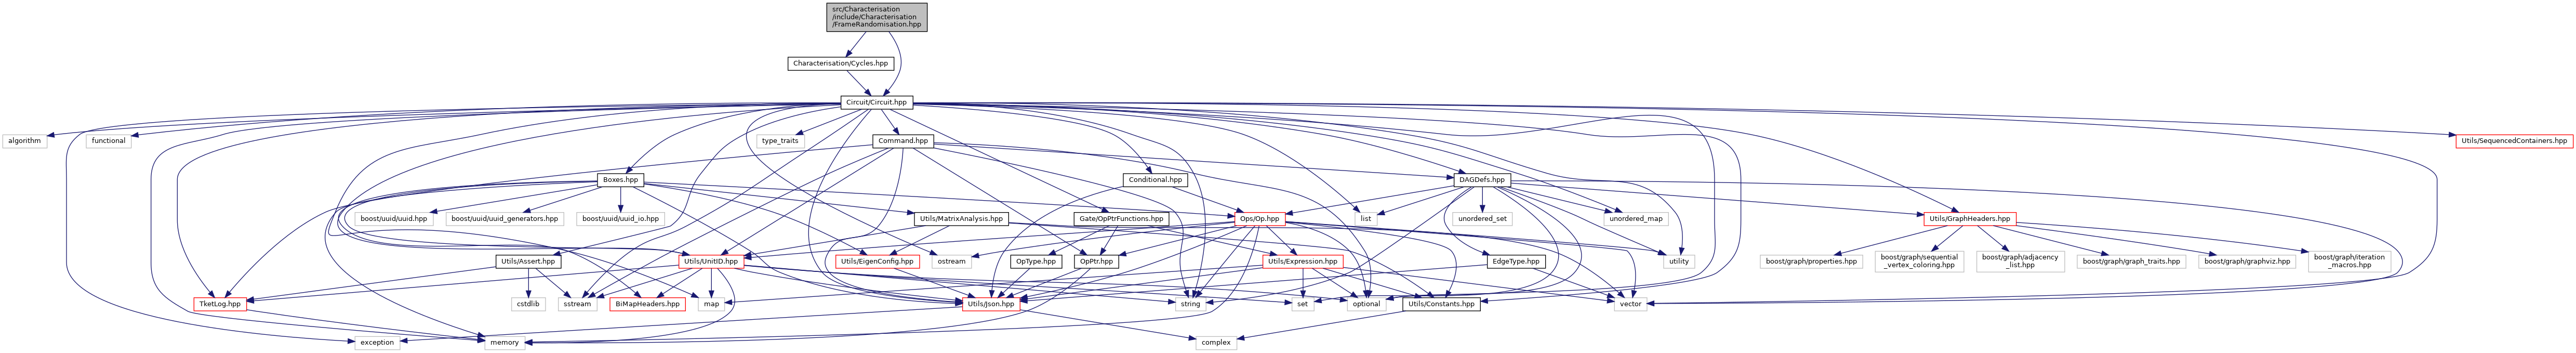 src/Characterisation
/include/Characterisation
/FrameRandomisation.hpp
Characterisation/Cycles.hpp
Circuit/Circuit.hpp
algorithm
functional
type_traits
Command.hpp
Utils/SequencedContainers.hpp
Boxes.hpp
Conditional.hpp
DAGDefs.hpp
boost/uuid/uuid.hpp
boost/uuid/uuid_generators.hpp
boost/uuid/uuid_io.hpp
Utils/MatrixAnalysis.hpp
Gate/OpPtrFunctions.hpp
Ops/Op.hpp
list
unordered_set
unordered_map
Utils/GraphHeaders.hpp
Utils/Assert.hpp
Utils/UnitID.hpp
Utils/EigenConfig.hpp
ostream
OpType.hpp
OpPtr.hpp
Utils/Expression.hpp
EdgeType.hpp
utility
boost/graph/properties.hpp
boost/graph/sequential
_vertex_coloring.hpp
boost/graph/adjacency
_list.hpp
boost/graph/graph_traits.hpp
boost/graph/graphviz.hpp
boost/graph/iteration
_macros.hpp
TketLog.hpp
cstdlib
sstream
BiMapHeaders.hpp
map
Utils/Json.hpp
string
set
optional
Utils/Constants.hpp
vector
exception
memory
complex